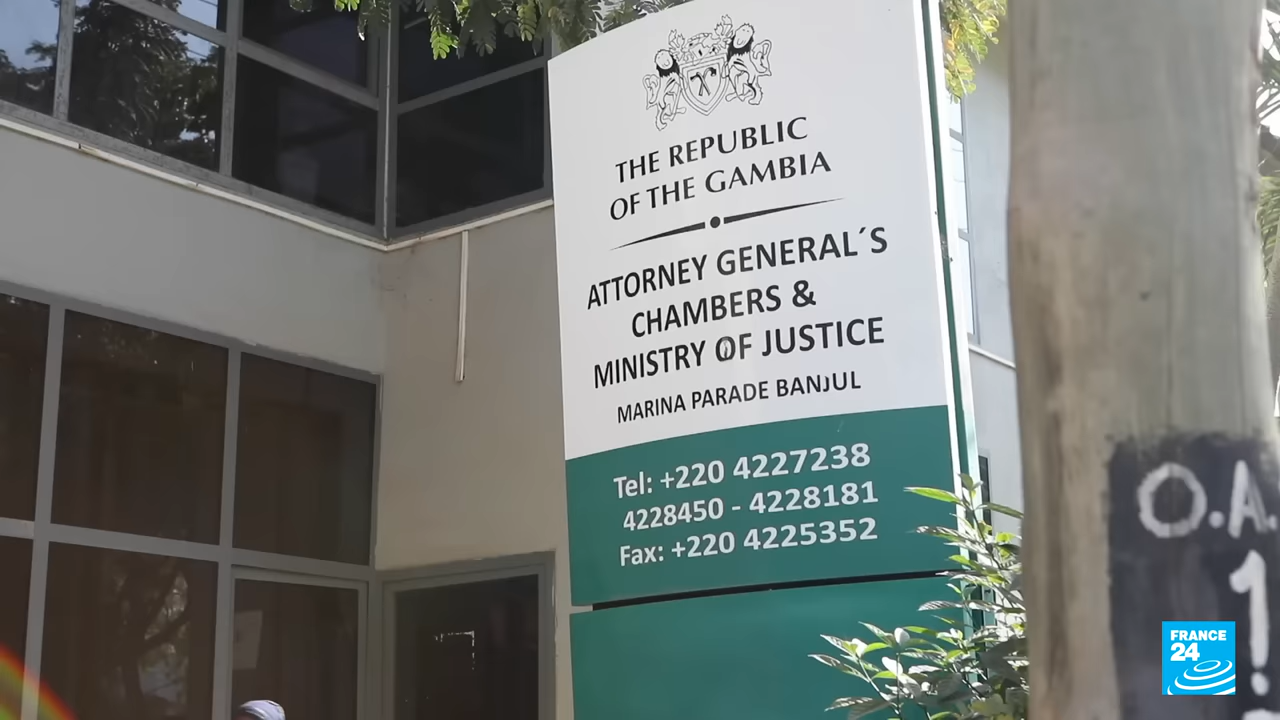 THE REPUBLIC
OF THE GAMBIA
ATTORNEY GENERAL´S
CHAMBERS &
MINISTRY OF JUSTICE
MARINA PARADE BANJUL
Tel: +220 4227238
4228450 - 4228181
Fax: +220 4225352
O.A.
1
FRANCE
24